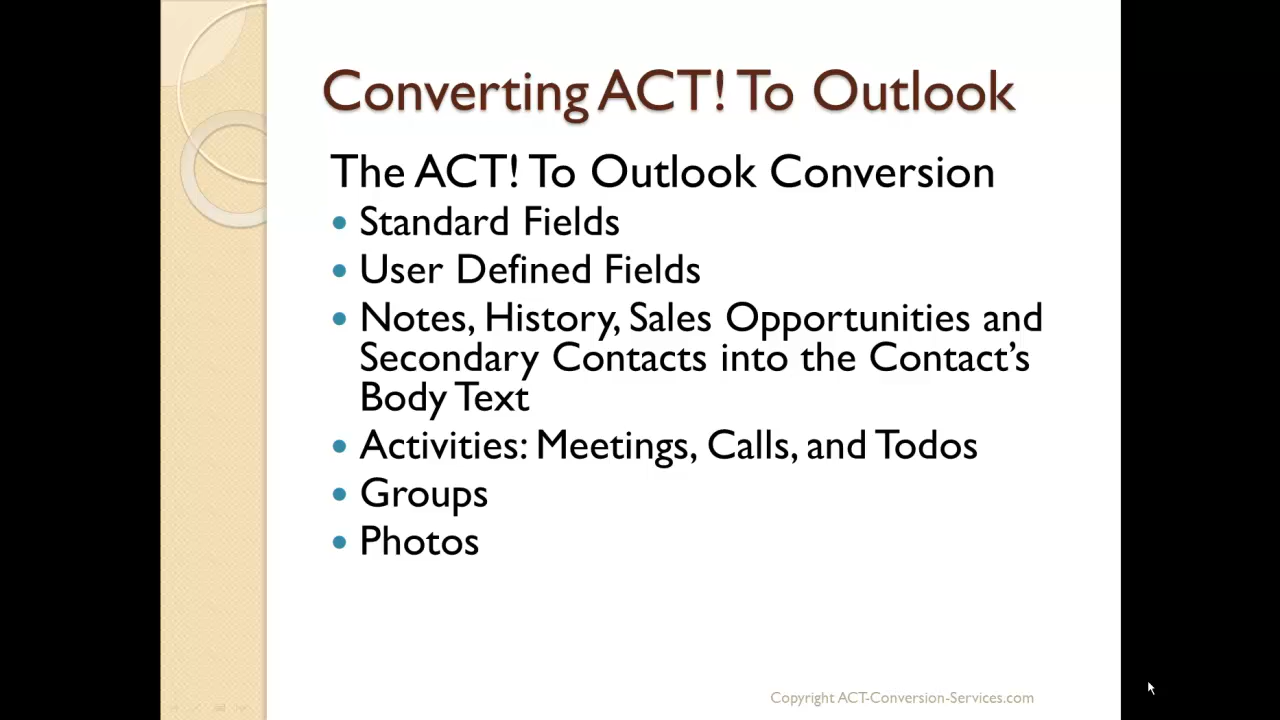 Converting ACT! To Outlook
The ACT! To Outlook Conversion
• Standard Fields
• User Defined Fields
• Notes, History, Sales Opportunities and
Secondary Contacts into the Contact’s
Body Text
• Activities: Meetings, Calls, and Todos
• Groups
• Photos
Copyright ACT-Conversion-Services.com